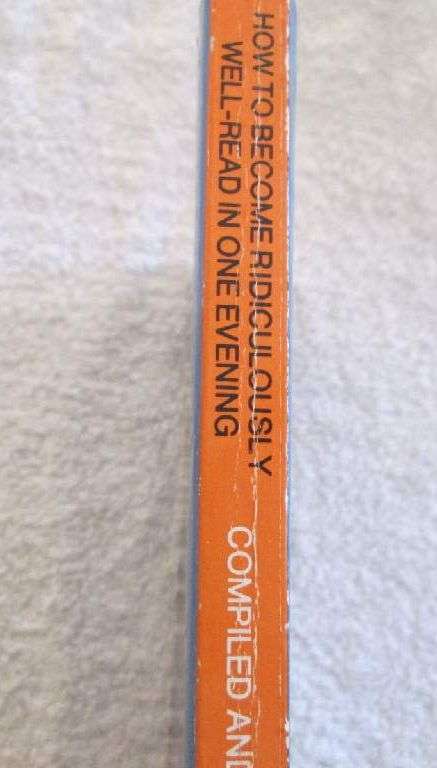 HOW TO BECOME RIDICULOUSLY
WELL-READ IN ONE EVENING
COMPILED AND